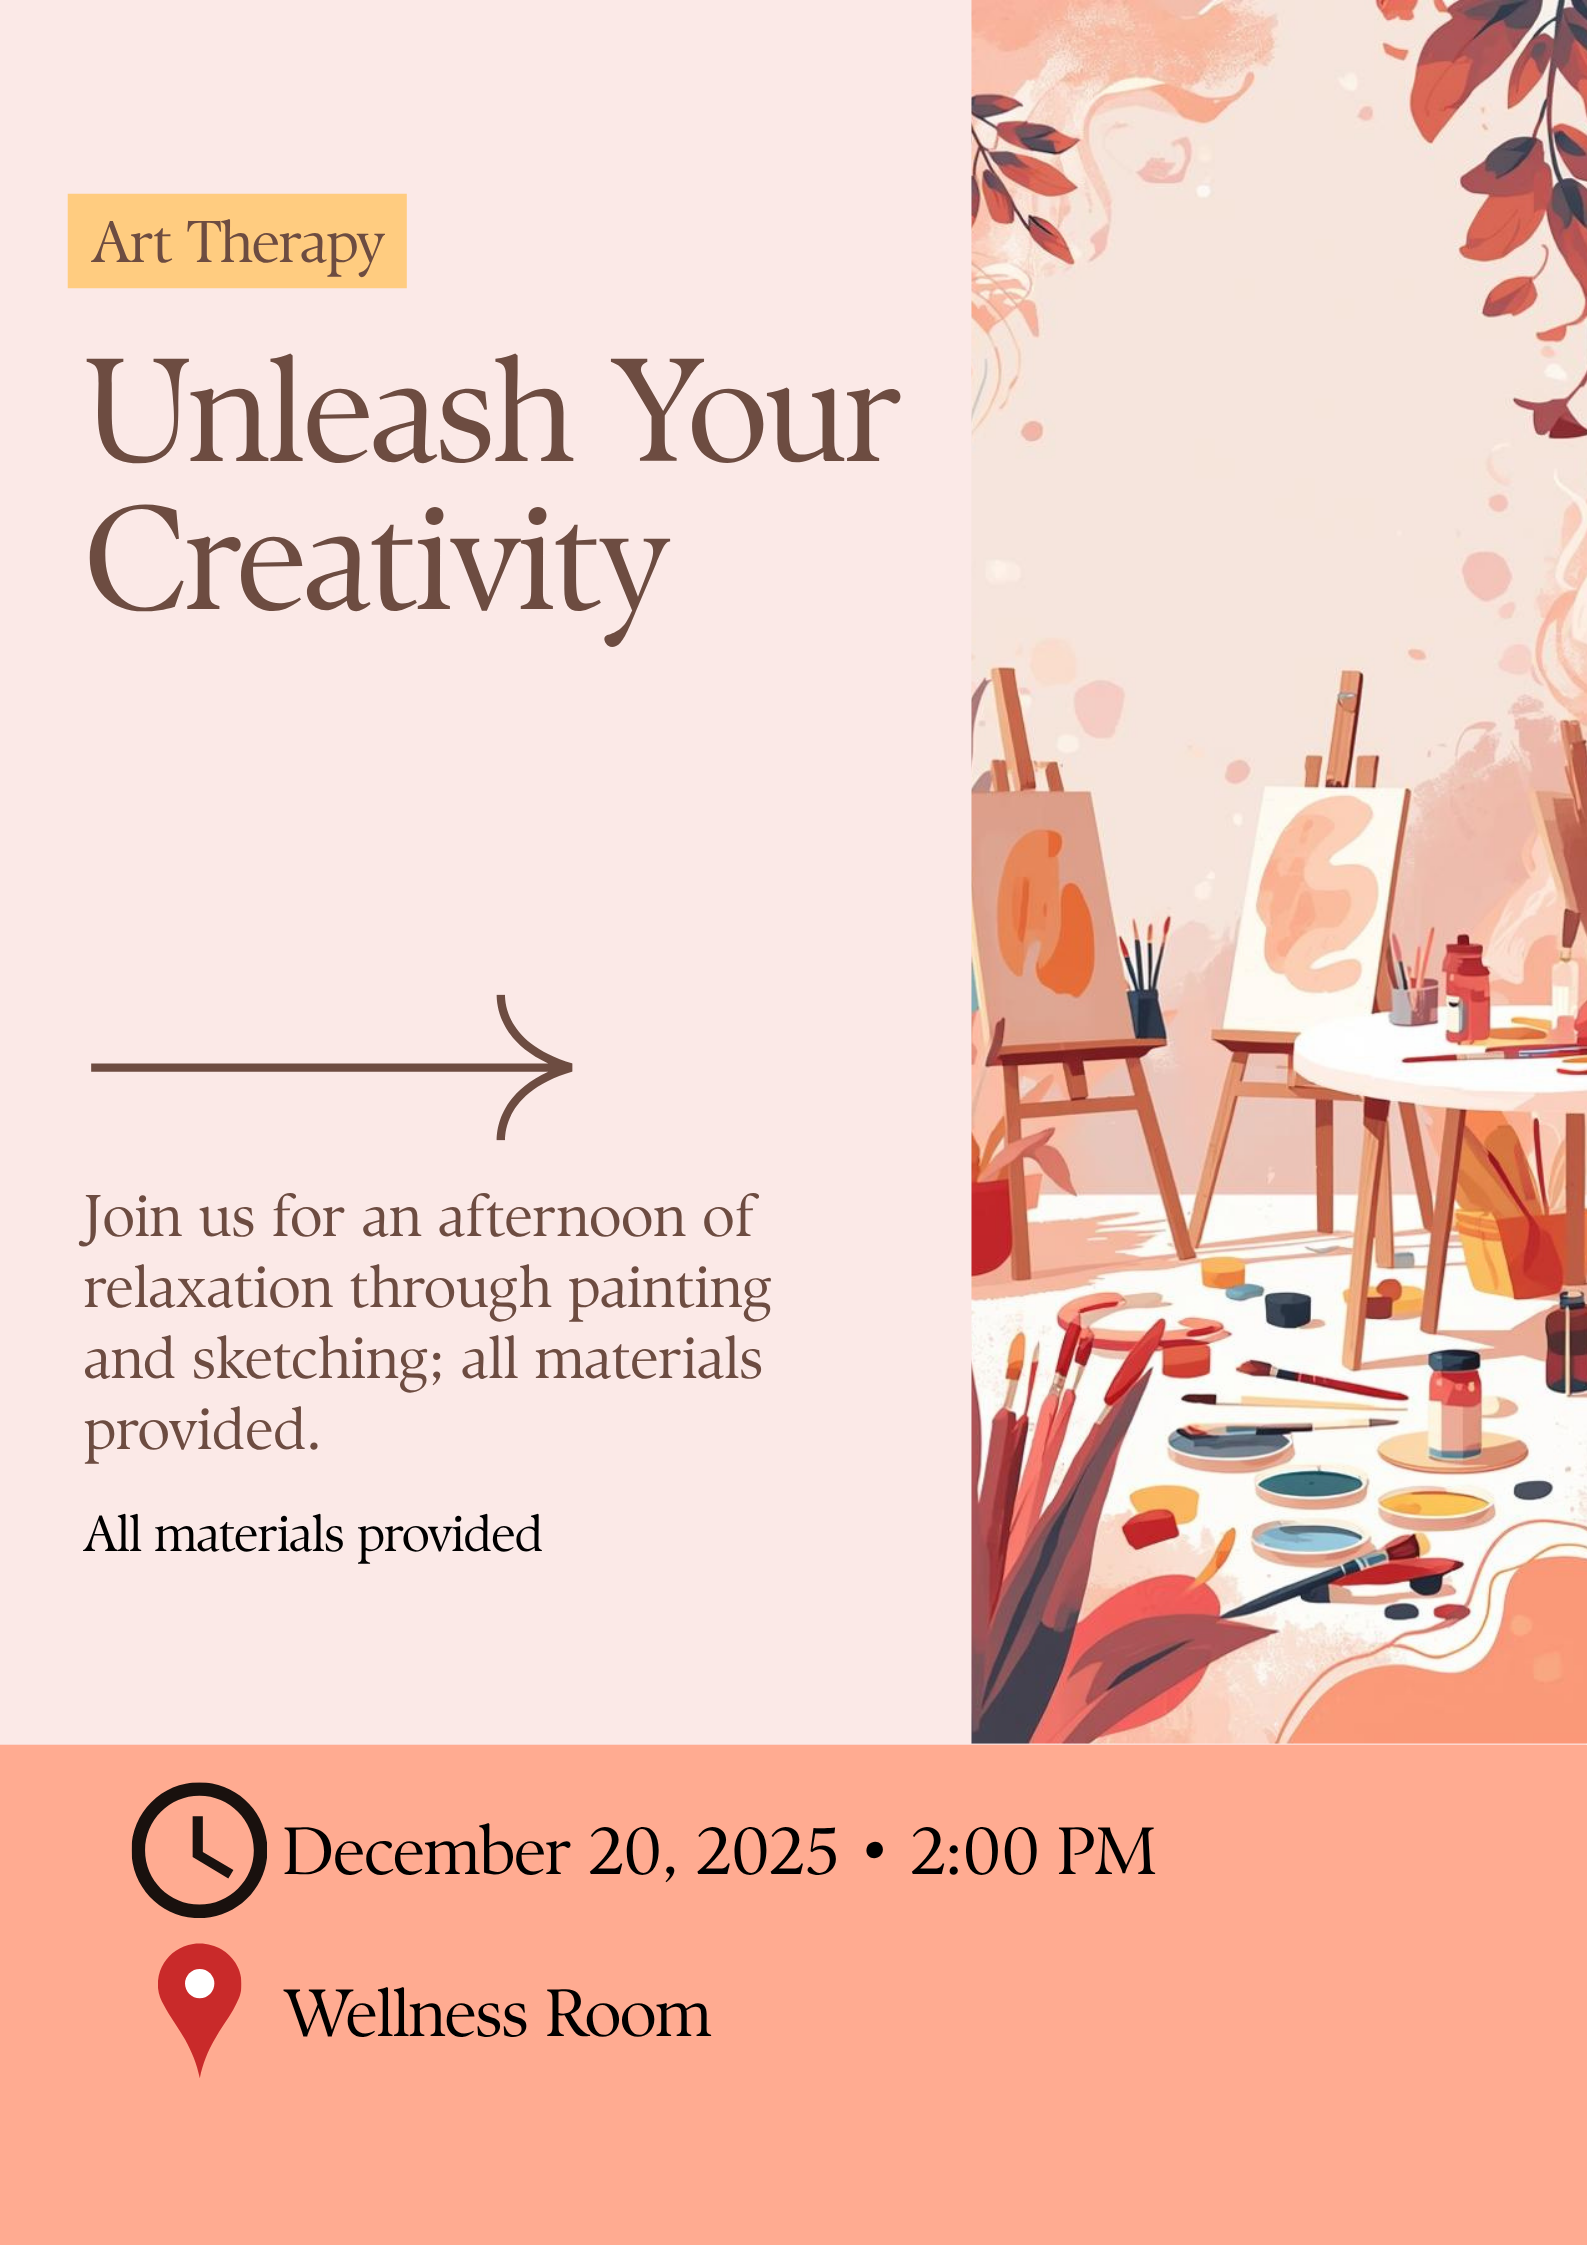 Art Therapy
Unleash Your
Creativity
Join us for an afternoon of
relaxation through painting
and sketching; all materials
provided.
All materials provided
December 20, 2025 • 2:00 PM
Wellness Room